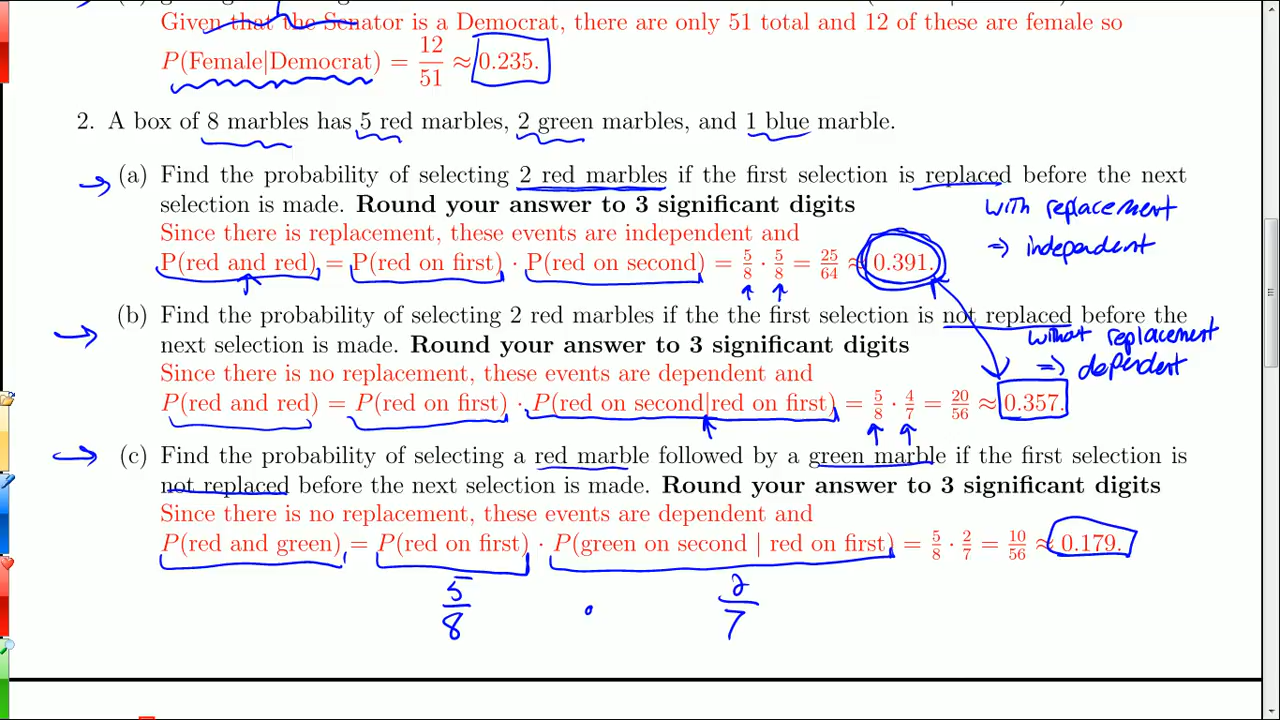 Given that the Senator is a Democrat, there are only 51 total and 12 of these are female so
P(Female|Democrat) = 12/51 ≈ 0.235.
2. A box of 8 marbles has 5 red marbles, 2 green marbles, and 1 blue marble.
(a) Find the probability of selecting 2 red marbles if the first selection is replaced before the next
selection is made. Round your answer to 3 significant digits
with replacement
Since there is replacement, these events are independent and
⇒ independent
P(red and red) = P(red on first) · P(red on second) = 5/8 · 5/8 = 25/64 ≈ 0.391.
(b) Find the probability of selecting 2 red marbles if the the first selection is not replaced before the
next selection is made. Round your answer to 3 significant digits
without replacement
Since there is no replacement, these events are dependent and
⇒ dependent
P(red and red) = P(red on first) · P(red on second|red on first) = 5/8 · 4/7 = 20/56 ≈ 0.357.
(c) Find the probability of selecting a red marble followed by a green marble if the first selection is
not replaced before the next selection is made. Round your answer to 3 significant digits
Since there is no replacement, these events are dependent and
P(red and green) = P(red on first) · P(green on second | red on first) = 5/8 · 2/7 = 10/56 ≈ 0.179.
5/8 · 2/7